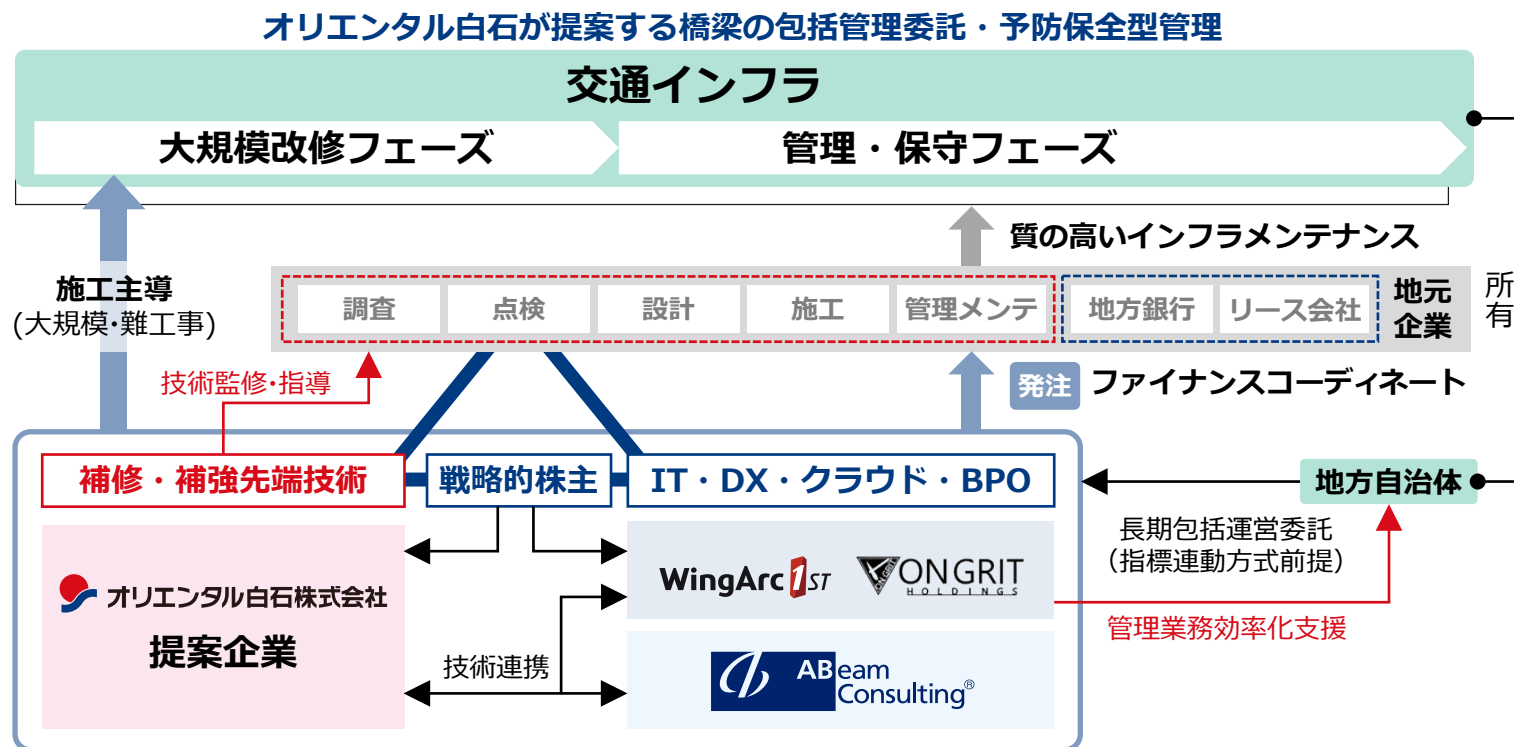 オリエンタル白石が提案する橋梁の包括管理委託・予防保全型管理
交通インフラ
大規模改修フェーズ
管理・保守フェーズ
質の高いインフラメンテナンス
施工主導
(大規模・難工事)
調査
点検
設計
施工
管理メンテ
地方銀行
リース会社
地元
企業
所
有
技術監修・指導
発注
ファイナンスコーディネート
補修・補強先端技術
戦略的株主
IT・DX・クラウド・BPO
地方自治体
長期包括運営委託
(指標連動方式前提)
オリエンタル白石株式会社
提案企業
WingArc1ST
ONGRIT
HOLDINGS
管理業務効率化支援
技術連携
ABeam
Consulting®